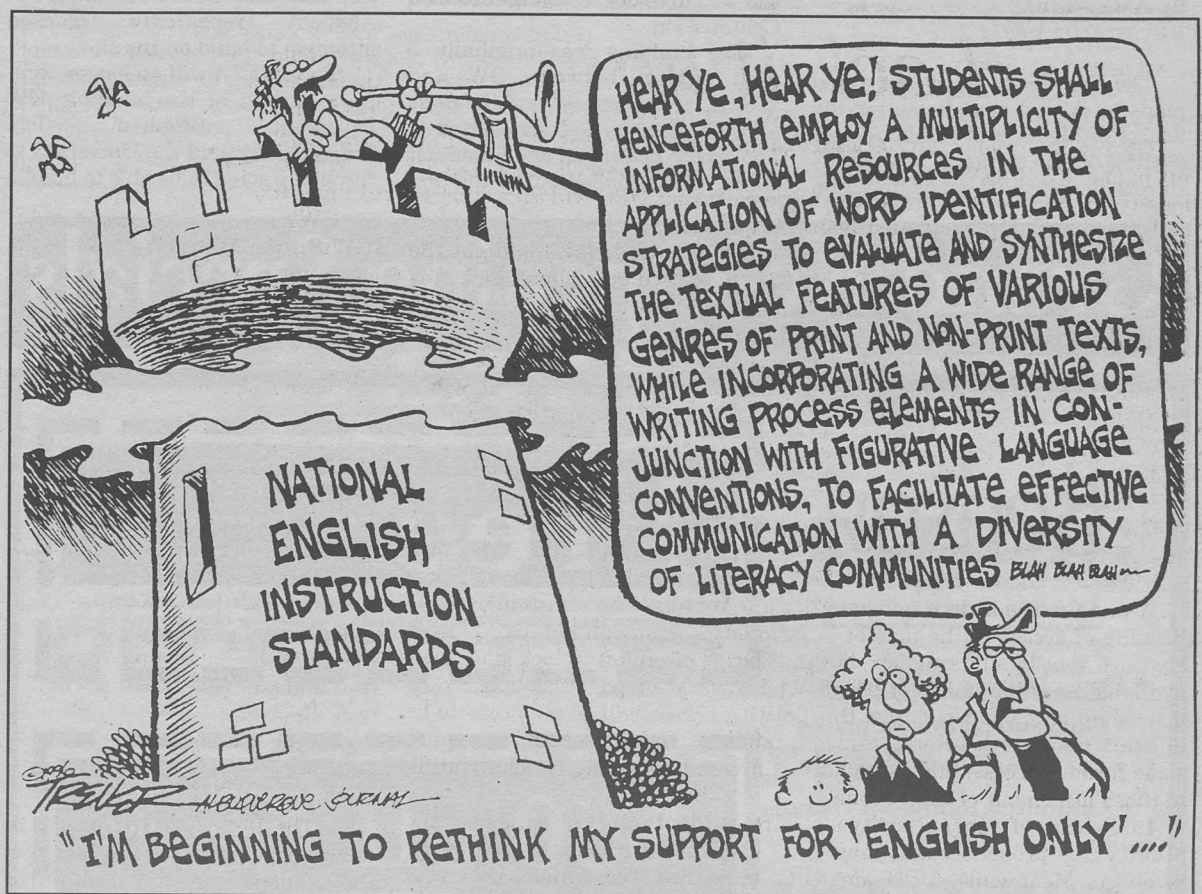 HEAR YE, HEAR YE! STUDENTS SHALL
HENCEFORTH EMPLOY A MULTIPLICITY OF
INFORMATIONAL RESOURCES IN THE
APPLICATION OF WORD IDENTIFICATION
STRATEGIES TO EVALUATE AND SYNTHESIZE
THE TEXTUAL FEATURES OF VARIOUS
GENRES OF PRINT AND NON-PRINT TEXTS,
WHILE INCORPORATING A WIDE RANGE OF
WRITING PROCESS ELEMENTS IN CON-
JUNCTION WITH FIGURATIVE LANGUAGE
CONVENTIONS, TO FACILITATE EFFECTIVE
COMMUNICATION WITH A DIVERSITY
OF LITERACY COMMUNITIES BLAH BLAH BLAH...
NATIONAL
ENGLISH
INSTRUCTION
STANDARDS
©1996
TREVER ALBUQUERQUE JOURNAL
"I'M BEGINNING TO RETHINK MY SUPPORT FOR 'ENGLISH ONLY'...."